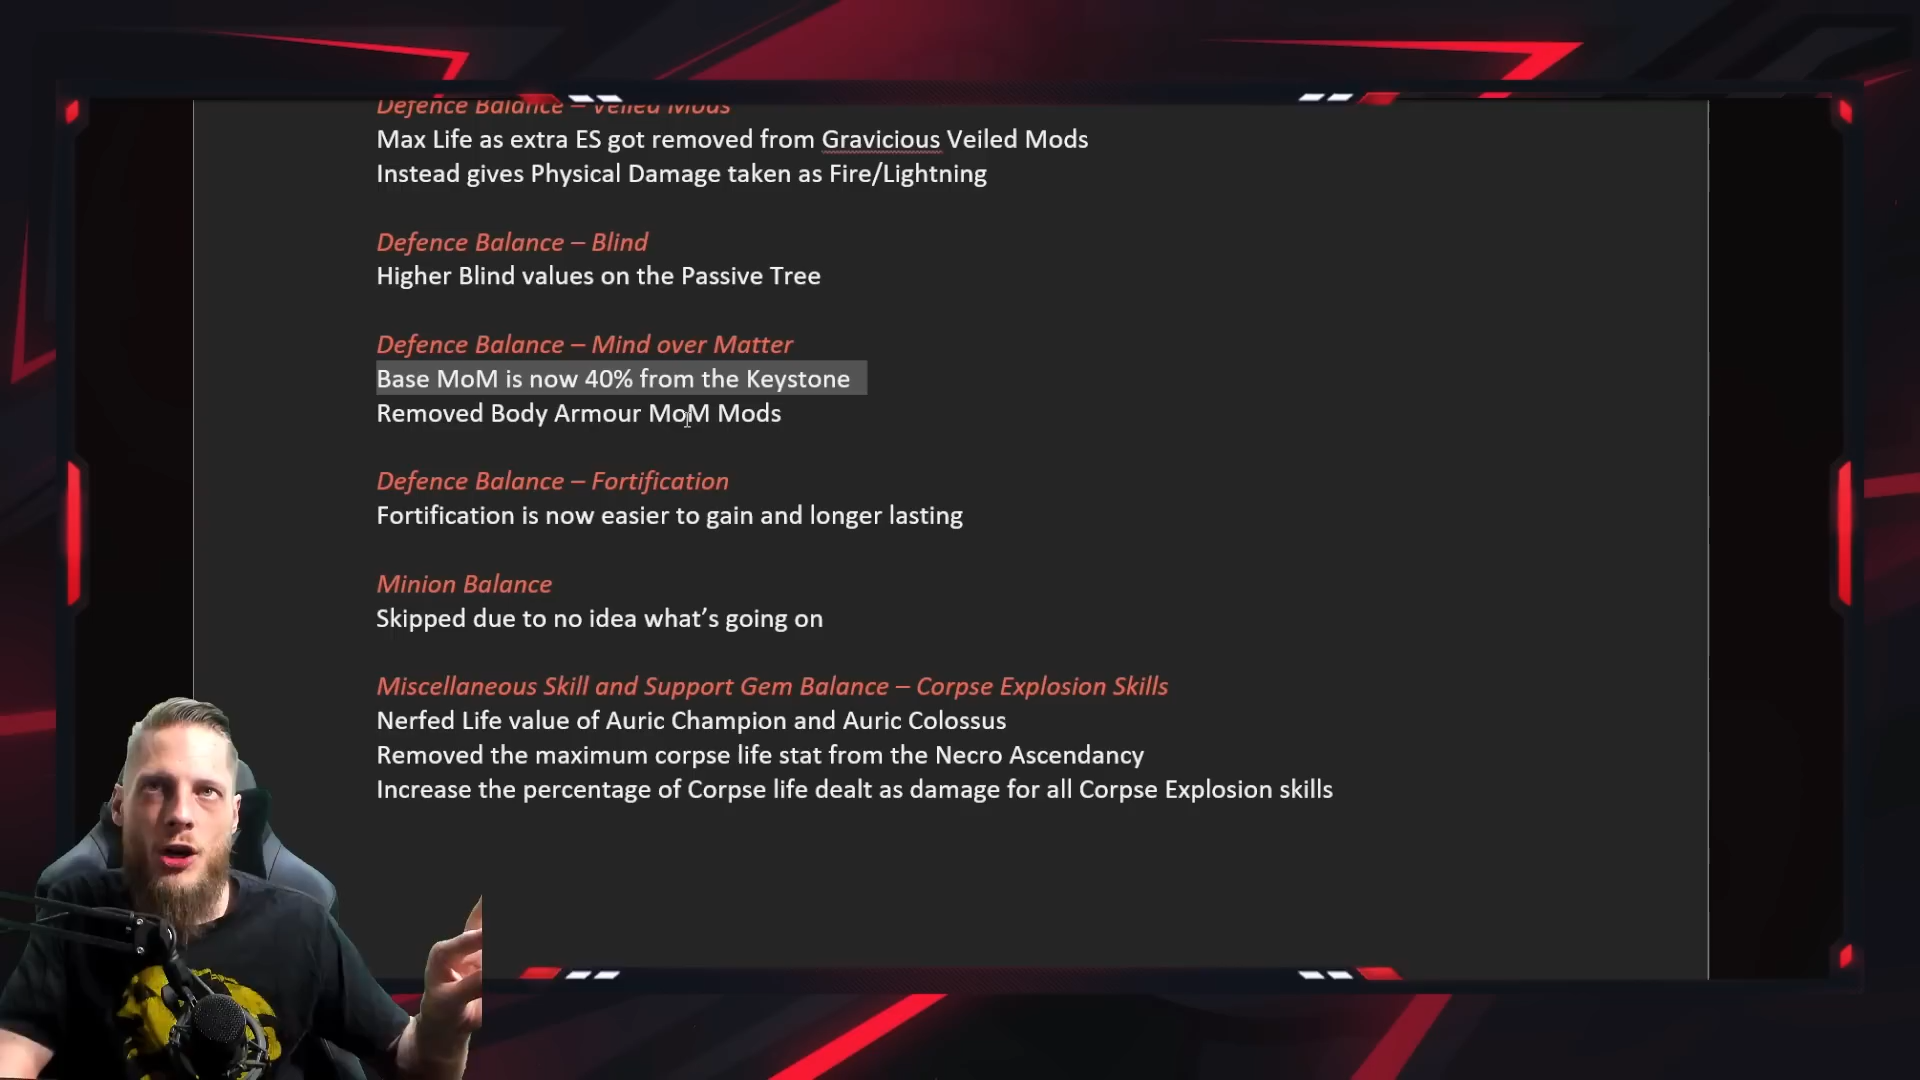 Defence Balance – Veiled Mods
Max Life as extra ES got removed from Gravicious Veiled Mods
Instead gives Physical Damage taken as Fire/Lightning
Defence Balance – Blind
Higher Blind values on the Passive Tree
Defence Balance – Mind over Matter
Base MoM is now 40% from the Keystone
Removed Body Armour MoM Mods
Defence Balance – Fortification
Fortification is now easier to gain and longer lasting
Minion Balance
Skipped due to no idea what’s going on
Miscellaneous Skill and Support Gem Balance – Corpse Explosion Skills
Nerfed Life value of Auric Champion and Auric Colossus
Removed the maximum corpse life stat from the Necro Ascendancy
Increase the percentage of Corpse life dealt as damage for all Corpse Explosion skills